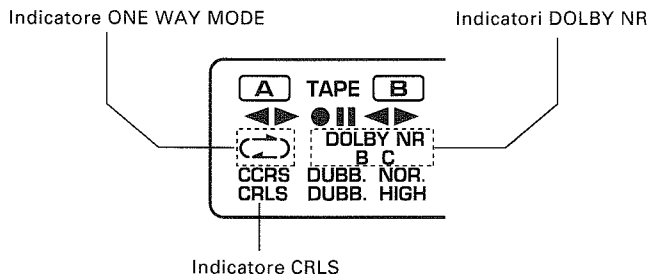 Indicatore ONE WAY MODE
Indicatori DOLBY NR
A TAPE B
DOLBY NR
B C
CCRS DUBB. NOR.
CRLS DUBB. HIGH
Indicatore CRLS